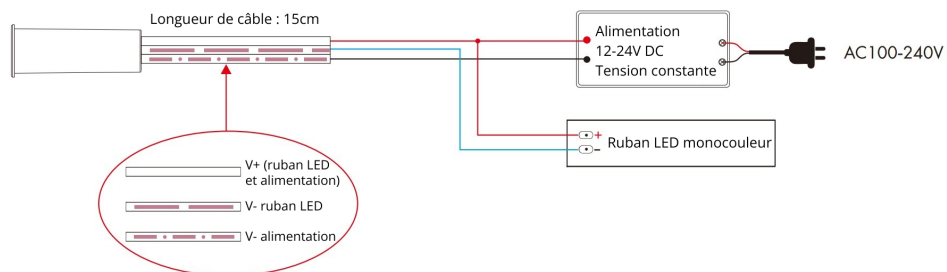 Longueur de câble : 15cm
Alimentation
12-24V DC
Tension constante
AC100-240V
+
Ruban LED monocouleur
–
V+ (ruban LED
et alimentation)
V- ruban LED
V- alimentation